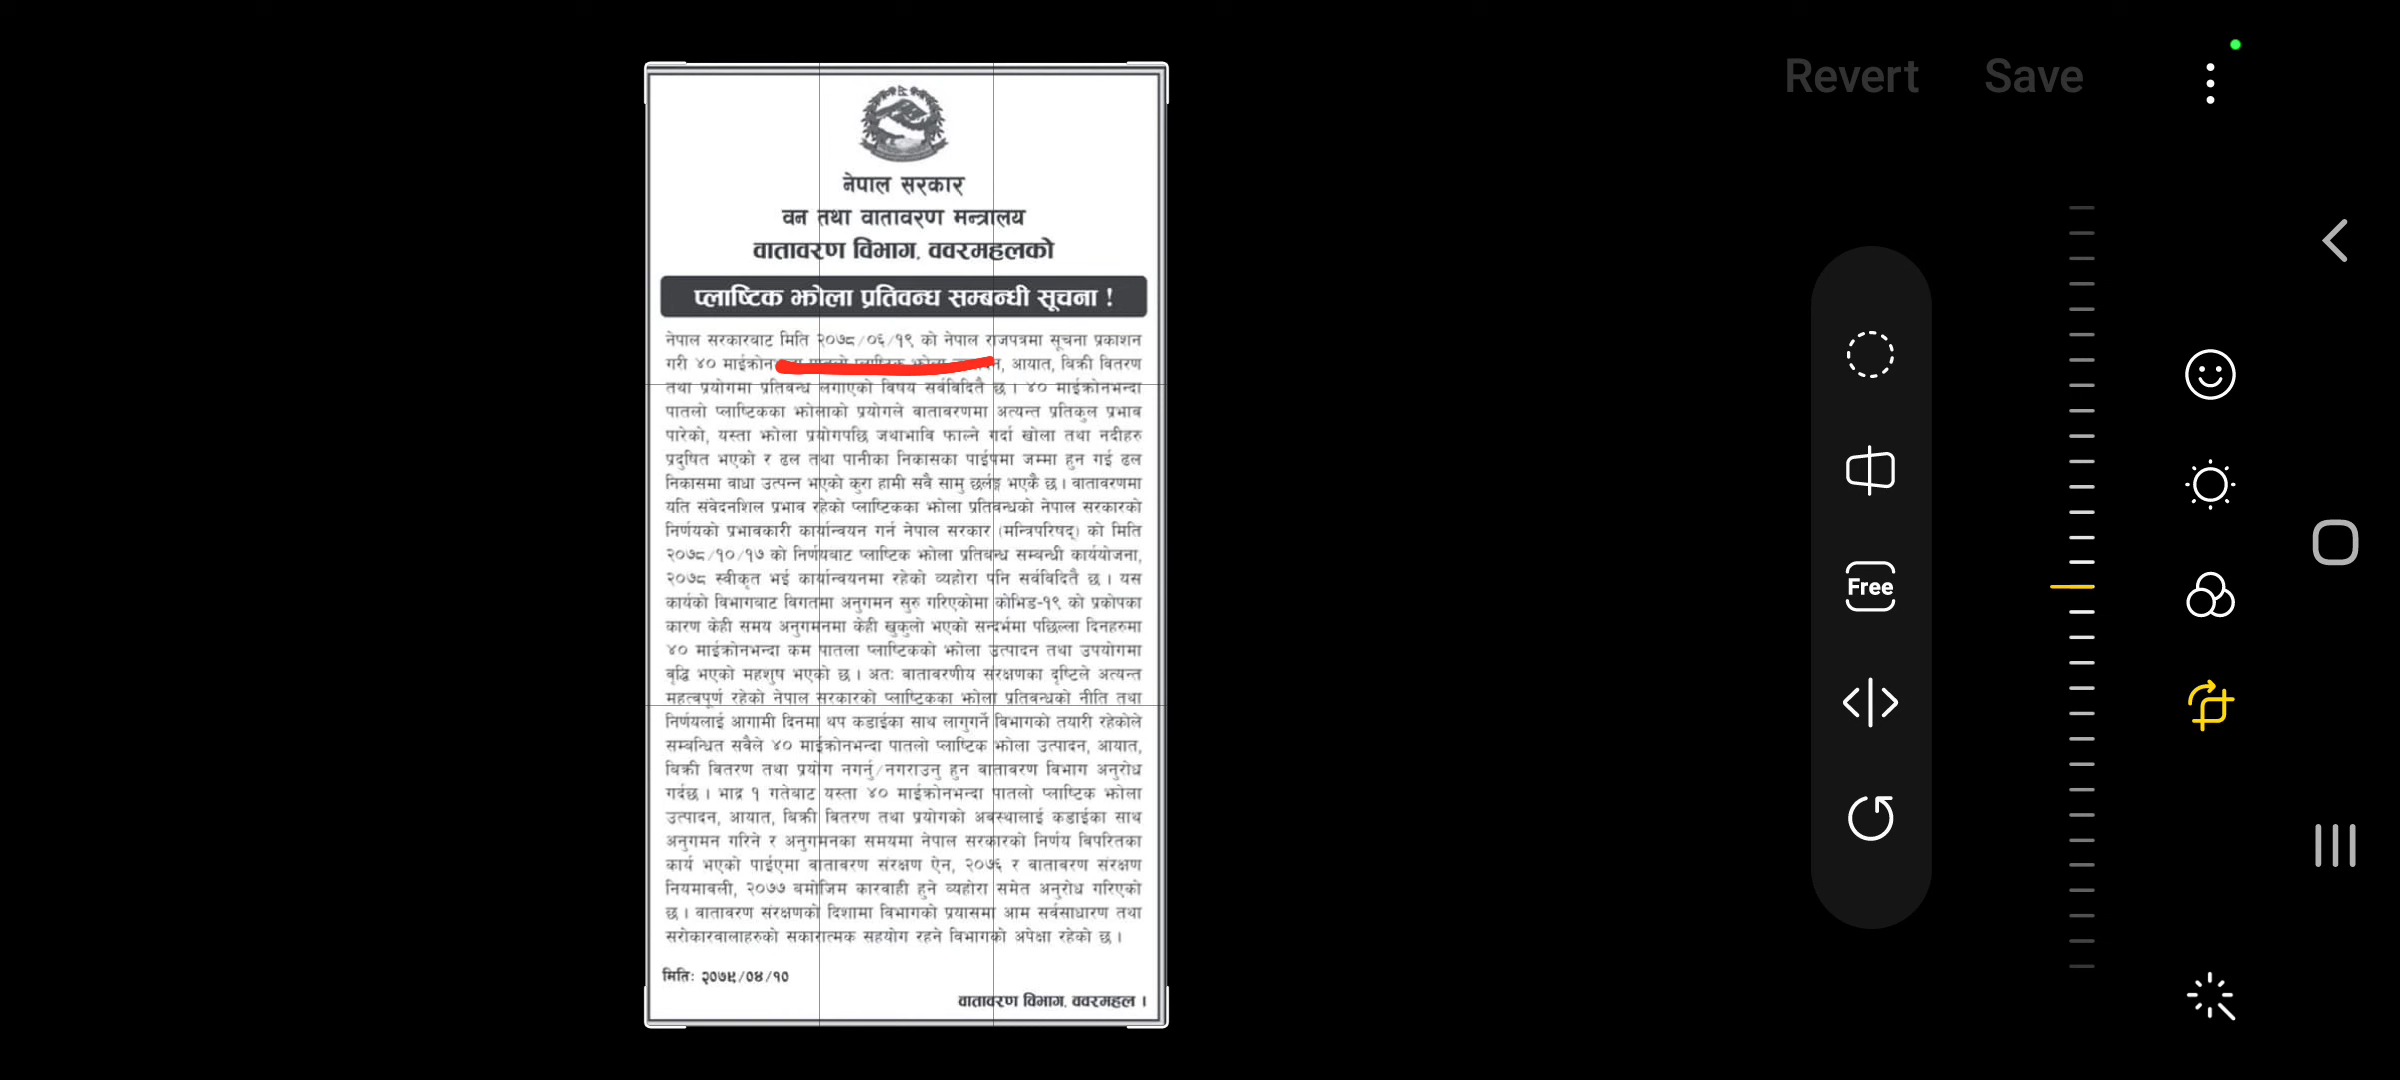 Revert Save
नेपाल सरकार
वन तथा वातावरण मन्त्रालय
वातावरण विभाग, ववरमहलको
प्लाष्टिक झोला प्रतिवन्ध सम्बन्धी सूचना !
नेपाल सरकारबाट मिति २०७८/०६/१९ को नेपाल राजपत्रमा सूचना प्रकाशन
गरी ४० माईक्रोन आयात, बिक्री वितरण
तथा प्रयोगमा प्रतिबन्ध लगाएको विषय सर्वविदितै छ । ४० माईक्रोनभन्दा
पातलो प्लाष्टिकका झोलाको प्रयोगले वातावरणमा अत्यन्त प्रतिकुल प्रभाव
पारेको, यस्ता झोला प्रयोगपछि जथाभावि फाल्ने गर्दा खोला तथा नदीहरु
प्रदुषित भएको र ढल तथा पानीका निकासका पाईपमा जम्मा हुन गई ढल
निकासमा वाधा उत्पन्न भएको कुरा हामी सवै सामु छर्लङ्ग भएकै छ । वातावरणमा
यति संवेदनशिल प्रभाव रहेको प्लाष्टिकका झोला प्रतिबन्धको नेपाल सरकारको
निर्णयको प्रभावकारी कार्यान्वयन गर्न नेपाल सरकार (मन्त्रिपरिषद्) को मिति
२०७८/१०/१७ को निर्णयबाट प्लाष्टिक झोला प्रतिबन्ध सम्बन्धी कार्ययोजना,
२०७८ स्वीकृत भई कार्यान्वयनमा रहेको व्यहोरा पनि सर्वविदितै छ । यस
कार्यको विभागबाट विगतमा अनुगमन सुरु गरिएकोमा कोभिड-१९ को प्रकोपका
कारण केही समय अनुगमनमा केही खुकुलो भएको सन्दर्भमा पछिल्ला दिनहरुमा
४० माईक्रोनभन्दा कम पातला प्लाष्टिकको झोला उत्पादन तथा उपयोगमा
वृद्धि भएको महशुष भएको छ । अतः वातावरणीय संरक्षणका दृष्टिले अत्यन्त
महत्वपूर्ण रहेको नेपाल सरकारको प्लाष्टिकका झोला प्रतिबन्धको नीति तथा
निर्णयलाई आगामी दिनमा थप कडाईका साथ लागुगर्ने विभागको तयारी रहेकोले
सम्बन्धित सवैले ४० माईक्रोनभन्दा पातलो प्लाष्टिक झोला उत्पादन, आयात,
बिक्री वितरण तथा प्रयोग नगर्नु/नगराउनु हुन वातावरण विभाग अनुरोध
गर्दछ । भाद्र १ गतेबाट यस्ता ४० माईक्रोनभन्दा पातलो प्लाष्टिक झोला
उत्पादन, आयात, बिक्री वितरण तथा प्रयोगको अवस्थालाई कडाईका साथ
अनुगमन गरिने र अनुगमनका समयमा नेपाल सरकारको निर्णय विपरितका
कार्य भएको पाईएमा वातावरण संरक्षण ऐन, २०७६ र वातावरण संरक्षण
नियमावली, २०७७ बमोजिम कारवाही हुने व्यहोरा समेत अनुरोध गरिएको
छ । वातावरण संरक्षणको दिशामा विभागको प्रयासमा आम सर्वसाधारण तथा
सरोकारवालाहरुको सकारात्मक सहयोग रहने विभागको अपेक्षा रहेको छ ।
मितिः २०७९/०४/१०
वातावरण विभाग, ववरमहल ।
Free